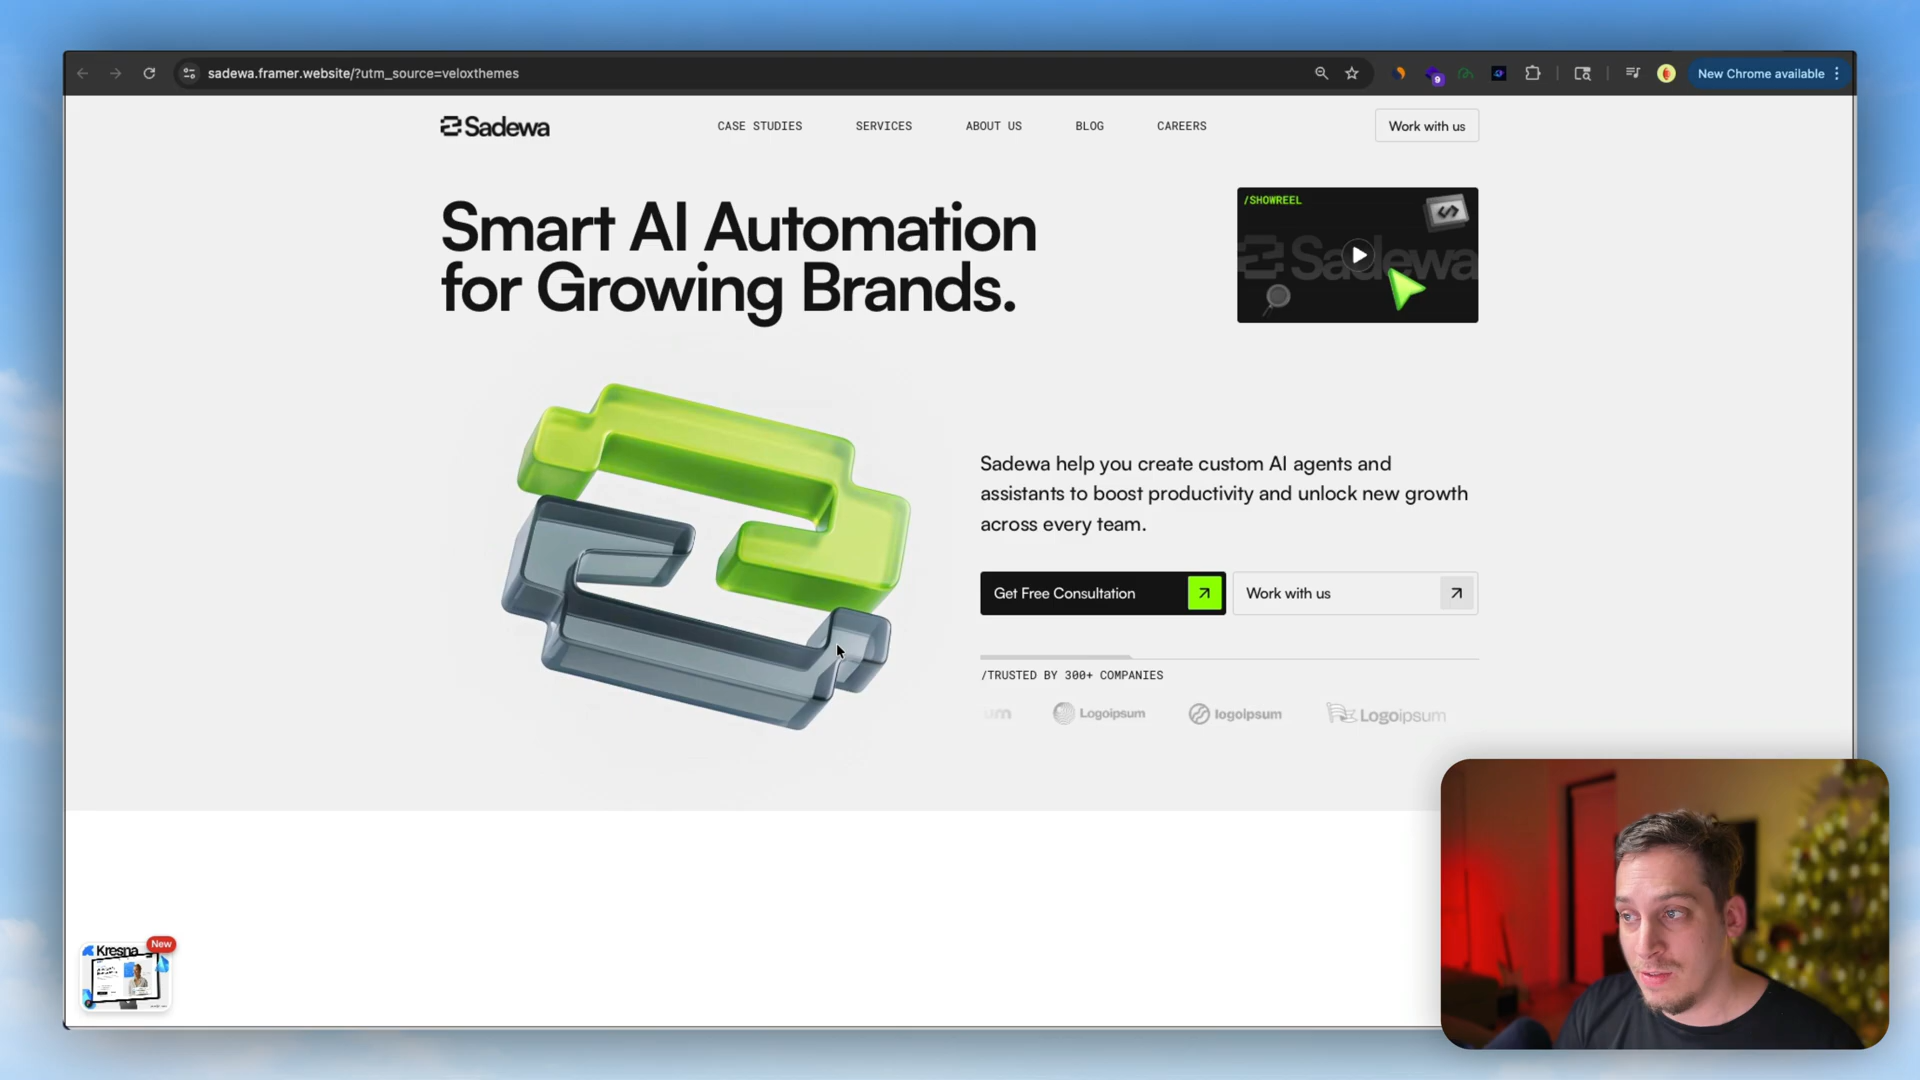 sadewa.framer.website/?utm_source=veloxthemes
9
New Chrome available
Sadewa
CASE STUDIES
SERVICES
ABOUT US
BLOG
CAREERS
Work with us
Smart AI Automation
for Growing Brands.
/SHOWREEL
Sadewa
Sadewa help you create custom AI agents and
assistants to boost productivity and unlock new growth
across every team.
Get Free Consultation
Work with us
/TRUSTED BY 300+ COMPANIES
um
Logoipsum
logoipsum
Logoipsum
Kresna
New